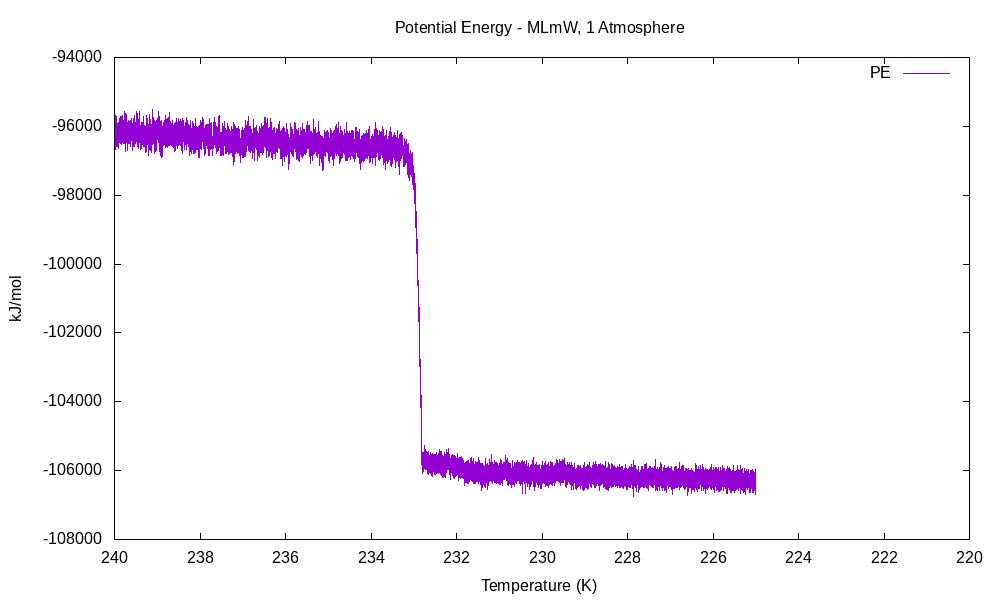 Potential Energy - MLmW, 1 Atmosphere
PE
-94000
-96000
-98000
-100000
-102000
-104000
-106000
-108000
kJ/mol
240 238 236 234 232 230 228 226 224 222 220
Temperature (K)